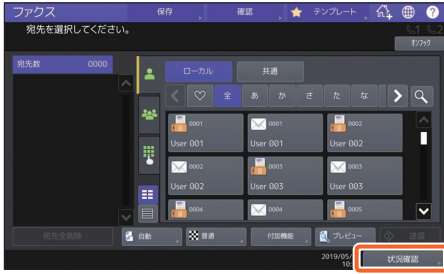 ファクス 保存 確認 テンプレート ?
宛先を選択してください。
1 2
オンフック
宛先数 0000
ローカル 共通
全 あ か さ た な
0001 0001 0002
User 001 User 001 User 002
0002 0003 0003
User 002 User 003 User 003
0004 0004 0005
宛先全削除 自動 普通 付加機能 プレビュー 送信
2019/05/
10:
状況確認